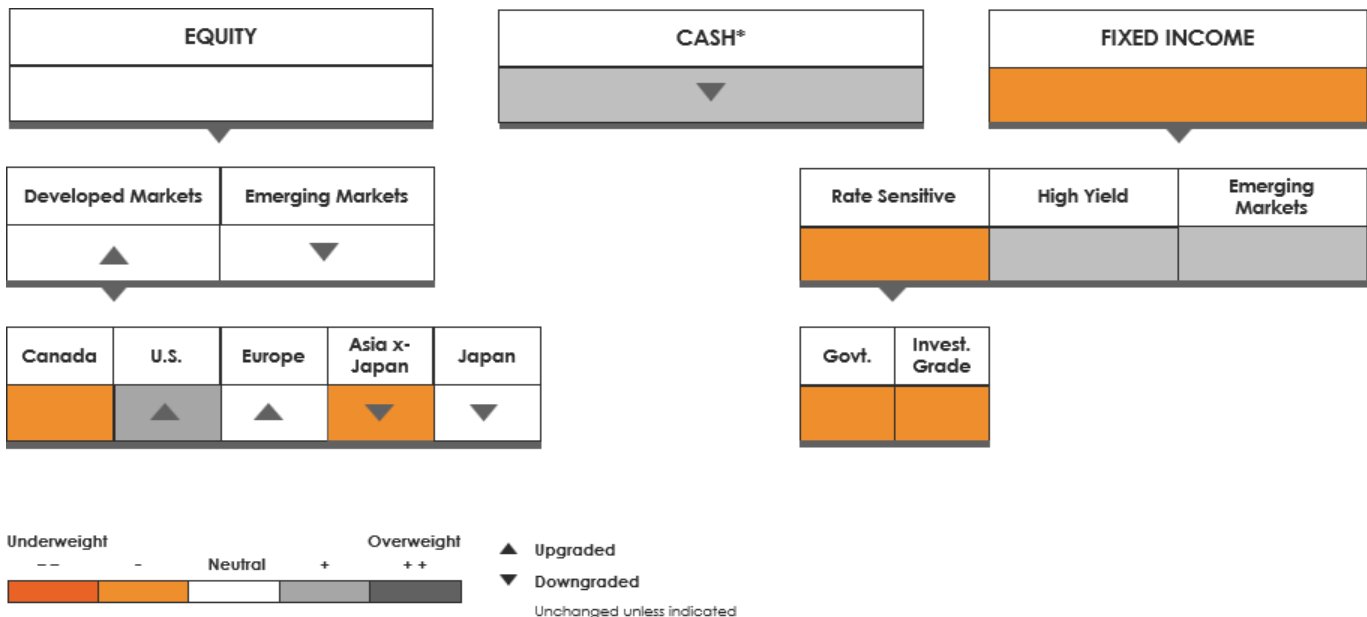 EQUITY
CASH*
FIXED INCOME
Developed Markets
Emerging Markets
Rate Sensitive
High Yield
Emerging
Markets
Canada
U.S.
Europe
Asia x-
Japan
Japan
Govt.
Invest.
Grade
Underweight
Overweight
-- - Neutral + ++
▲ Upgraded
▼ Downgraded
Unchanged unless indicated